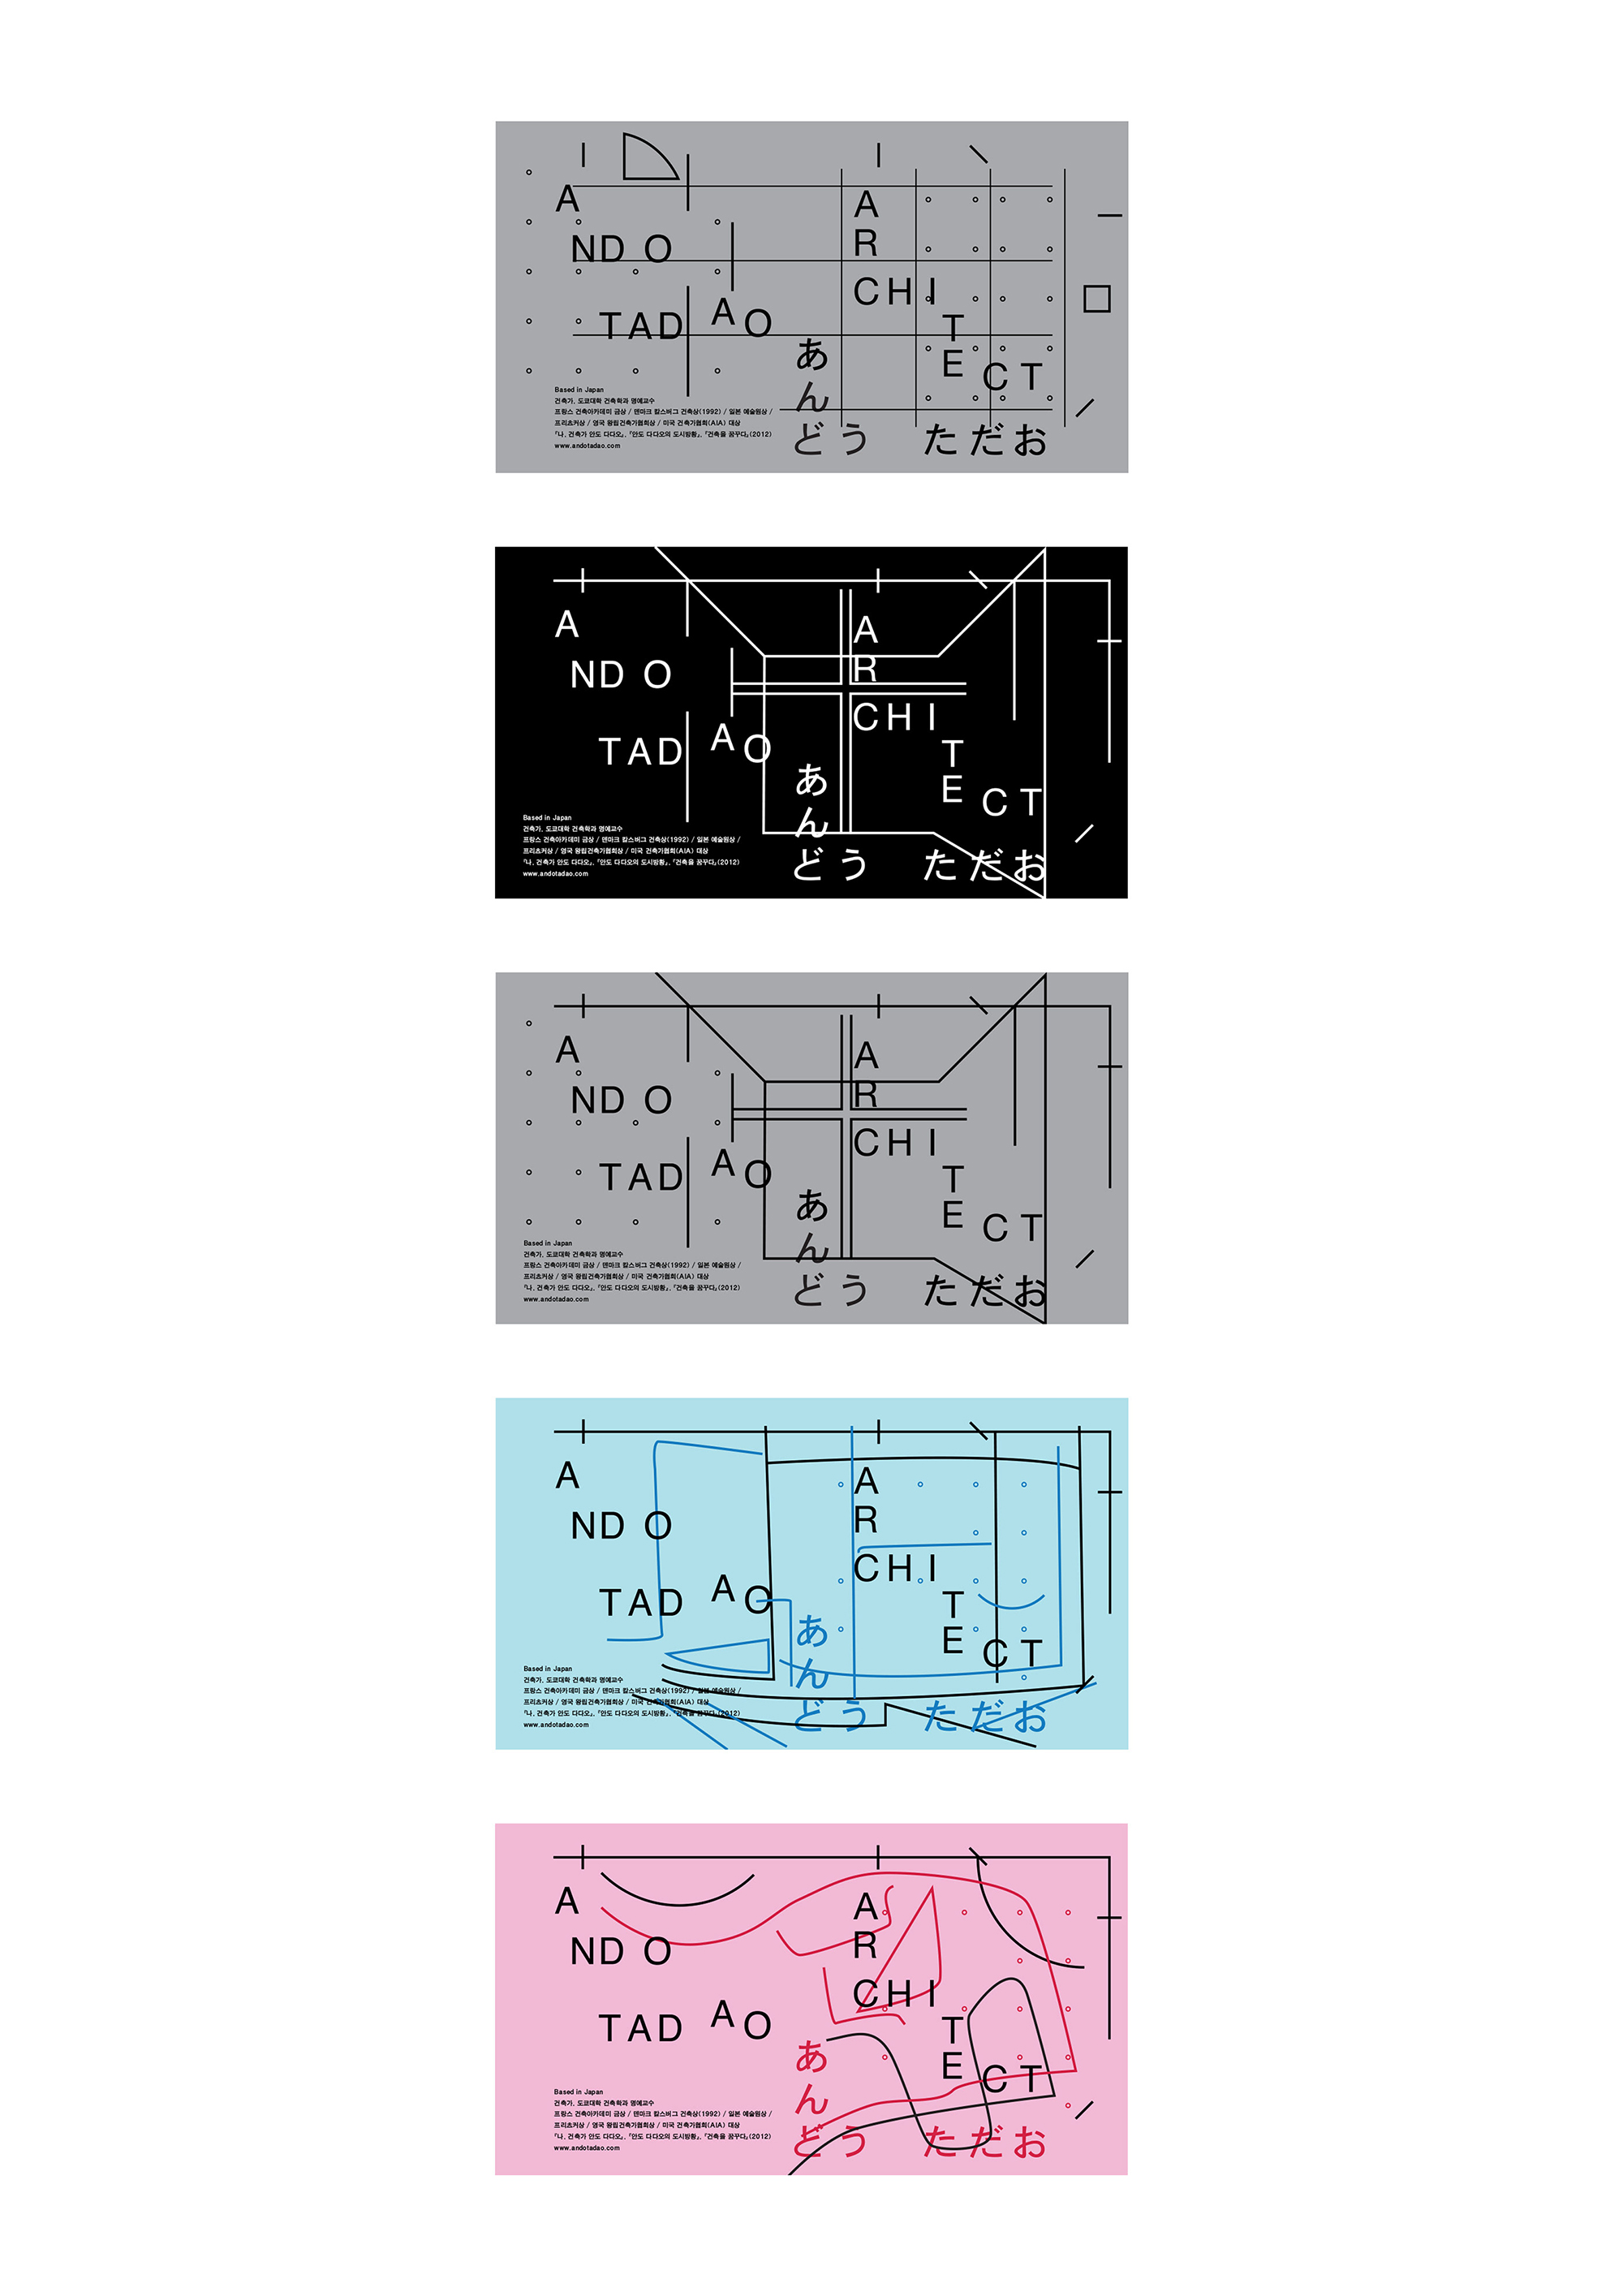 A
NDO
TADAO
A
R
CHI
T
E
CT
あ
ん
どう ただお
Based in Japan
건축가, 도쿄대학 건축학과 명예교수
프랑스 건축아카데미 금상 / 덴마크 칼스버그 건축상(1992) / 일본 예술원상 /
프리츠커상 / 영국 왕립건축가협회상 / 미국 건축가협회(AIA) 대상
『나, 건축가 안도 다다오』, 『안도 다다오의 도시방황』, 『건축을 꿈꾸다』(2012)
www.andotadao.com
A
NDO
TADAO
A
R
CHI
T
E
CT
あ
ん
どう ただお
Based in Japan
건축가, 도쿄대학 건축학과 명예교수
프랑스 건축아카데미 금상 / 덴마크 칼스버그 건축상(1992) / 일본 예술원상 /
프리츠커상 / 영국 왕립건축가협회상 / 미국 건축가협회(AIA) 대상
『나, 건축가 안도 다다오』, 『안도 다다오의 도시방황』, 『건축을 꿈꾸다』(2012)
www.andotadao.com
A
NDO
TADAO
A
R
CHI
T
E
CT
あ
ん
どう ただお
Based in Japan
건축가, 도쿄대학 건축학과 명예교수
프랑스 건축아카데미 금상 / 덴마크 칼스버그 건축상(1992) / 일본 예술원상 /
프리츠커상 / 영국 왕립건축가협회상 / 미국 건축가협회(AIA) 대상
『나, 건축가 안도 다다오』, 『안도 다다오의 도시방황』, 『건축을 꿈꾸다』(2012)
www.andotadao.com
A
NDO
TADAO
A
R
CHI
T
E
CT
あ
ん
どう ただお
Based in Japan
건축가, 도쿄대학 건축학과 명예교수
프랑스 건축아카데미 금상 / 덴마크 칼스버그 건축상(1992) / 일본 예술원상 /
프리츠커상 / 영국 왕립건축가협회상 / 미국 건축가협회(AIA) 대상
『나, 건축가 안도 다다오』, 『안도 다다오의 도시방황』, 『건축을 꿈꾸다』(2012)
www.andotadao.com
A
NDO
TADAO
A
R
CHI
T
E
CT
あ
ん
どう ただお
Based in Japan
건축가, 도쿄대학 건축학과 명예교수
프랑스 건축아카데미 금상 / 덴마크 칼스버그 건축상(1992) / 일본 예술원상 /
프리츠커상 / 영국 왕립건축가협회상 / 미국 건축가협회(AIA) 대상
『나, 건축가 안도 다다오』, 『안도 다다오의 도시방황』, 『건축을 꿈꾸다』(2012)
www.andotadao.com